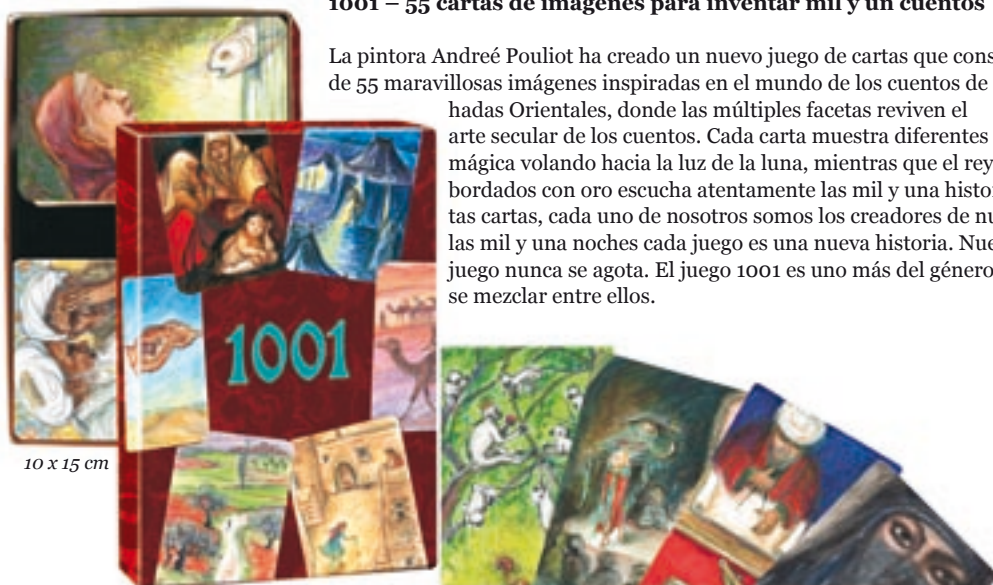 1001 – 55 cartas de imágenes para inventar mil y un cuentos
La pintora Andreé Pouliot ha creado un nuevo juego de cartas que cons
de 55 maravillosas imágenes inspiradas en el mundo de los cuentos de
hadas Orientales, donde las múltiples facetas reviven el
arte secular de los cuentos. Cada carta muestra diferentes
mágica volando hacia la luz de la luna, mientras que el rey
bordados con oro escucha atentamente las mil y una histor
tas cartas, cada uno de nosotros somos los creadores de nu
las mil y una noches cada juego es una nueva historia. Nue
juego nunca se agota. El juego 1001 es uno más del género
se mezclar entre ellos.
1001
10 x 15 cm